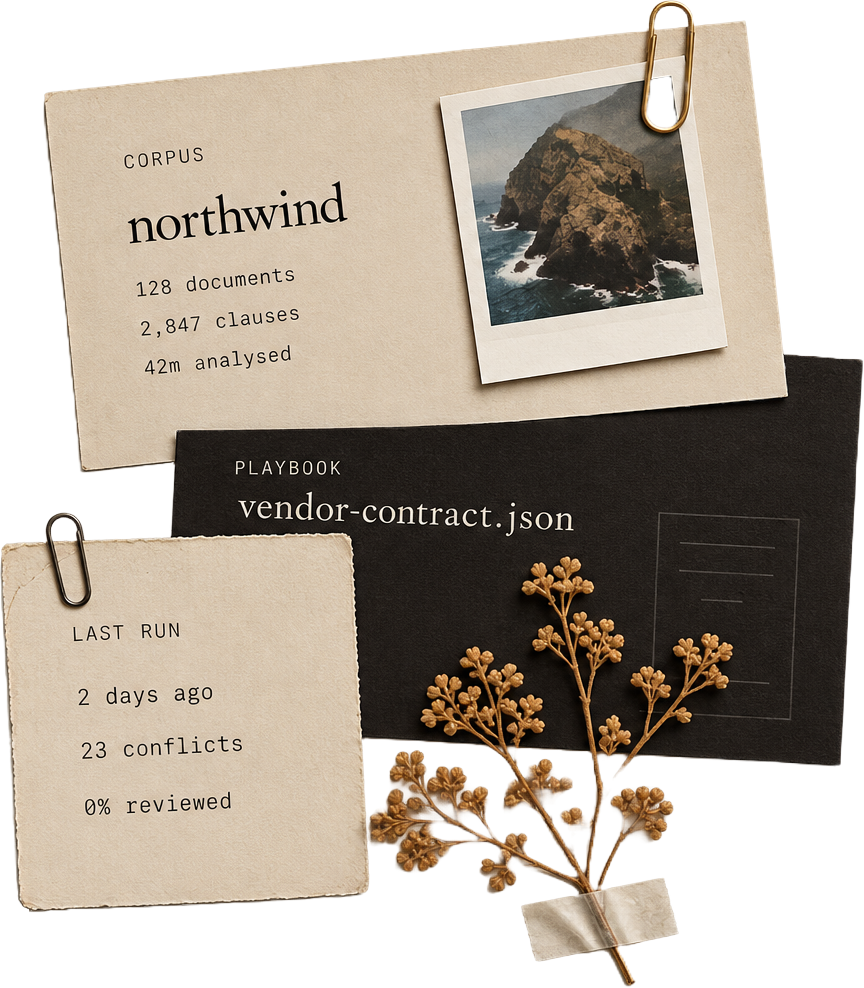 CORPUS
northwind
128 documents
2,847 clauses
42m analysed
PLAYBOOK
vendor-contract.json
LAST RUN
2 days ago
23 conflicts
0% reviewed